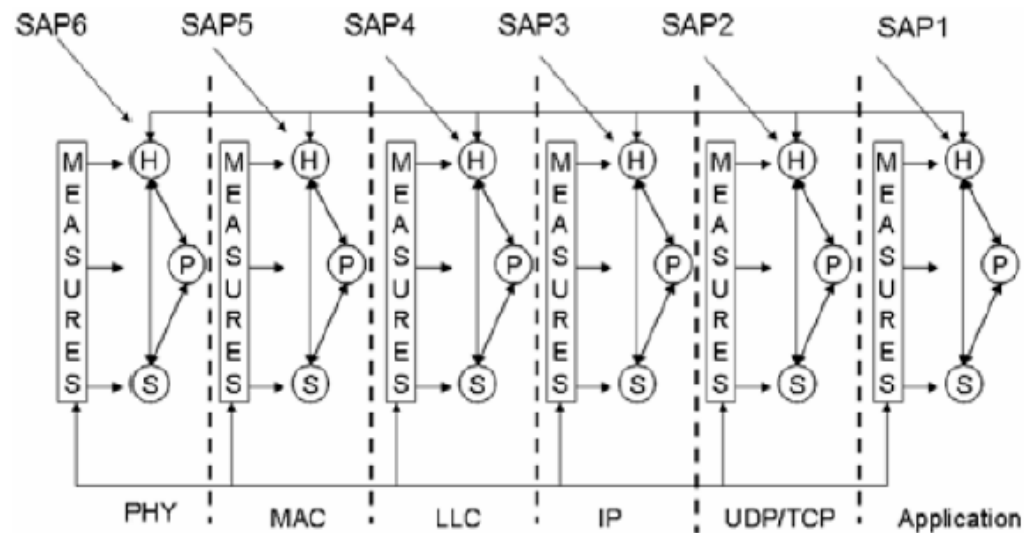 SAP6 SAP5 SAP4 SAP3 SAP2 SAP1
MEASURES H P S
MEASURES H P S
MEASURES H P S
MEASURES H P S
MEASURES H P S
MEASURES H P S
PHY MAC LLC IP UDP/TCP Application